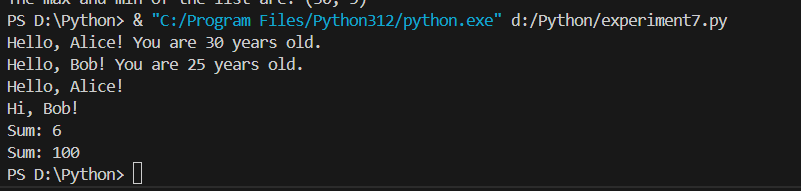 The max and min of the list are: (50, 5)
PS D:\Python> & "C:/Program Files/Python312/python.exe" d:/Python/experiment7.py
Hello, Alice! You are 30 years old.
Hello, Bob! You are 25 years old.
Hello, Alice!
Hi, Bob!
Sum: 6
Sum: 100
PS D:\Python>